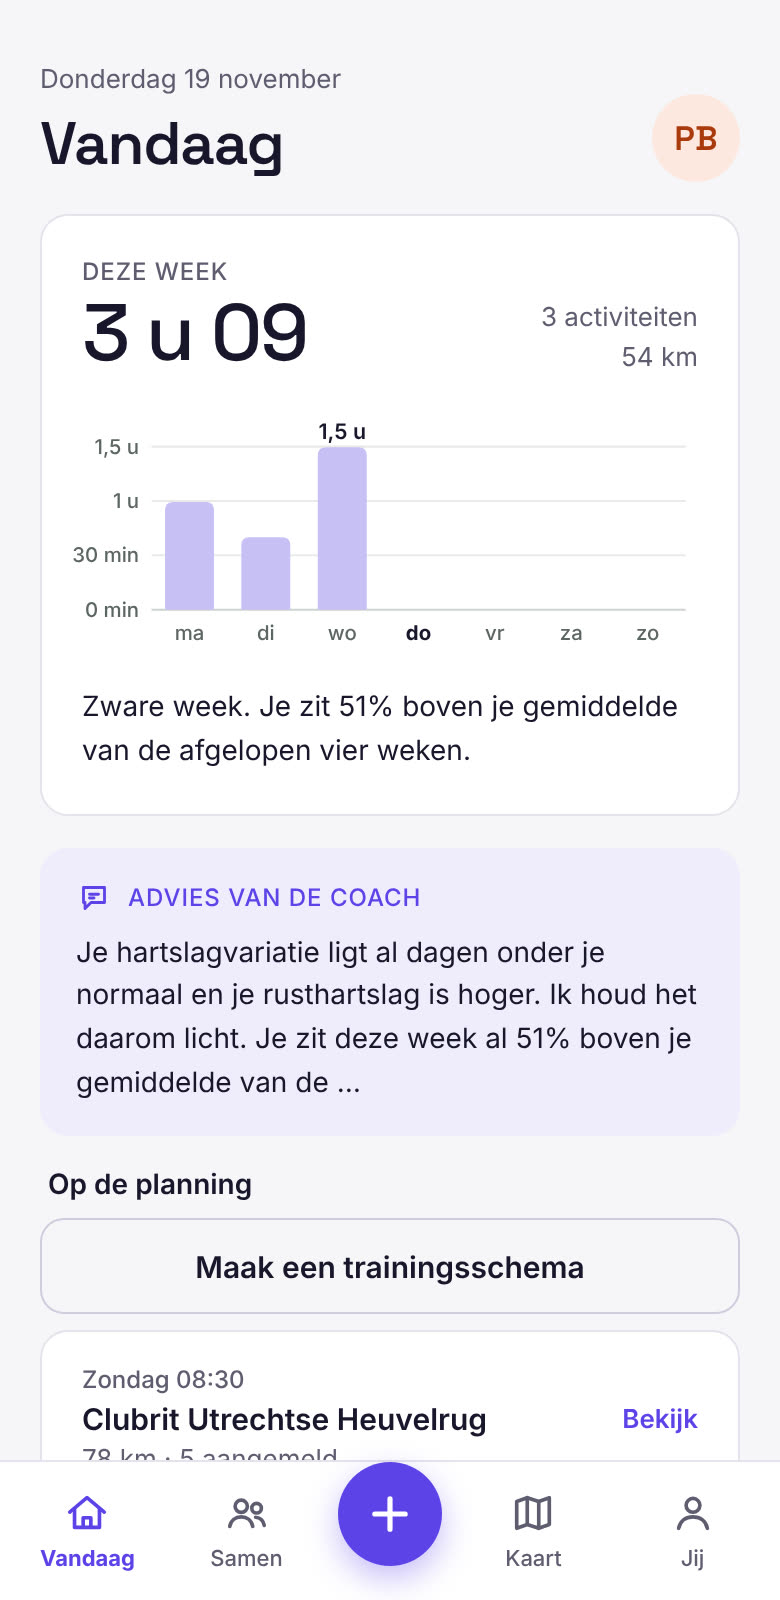 Donderdag 19 november
Vandaag
PB
DEZE WEEK
3 u 09
3 activiteiten
54 km
1,5 u
1,5 u
1 u
30 min
0 min
ma di wo do vr za zo
Zware week. Je zit 51% boven je gemiddelde
van de afgelopen vier weken.
ADVIES VAN DE COACH
Je hartslagvariatie ligt al dagen onder je
normaal en je rusthartslag is hoger. Ik houd het
daarom licht. Je zit deze week al 51% boven je
gemiddelde van de ...
Op de planning
Maak een trainingsschema
Zondag 08:30
Clubrit Utrechtse Heuvelrug
Bekijk
78 km · 5 aangemeld
Vandaag Samen Kaart Jij